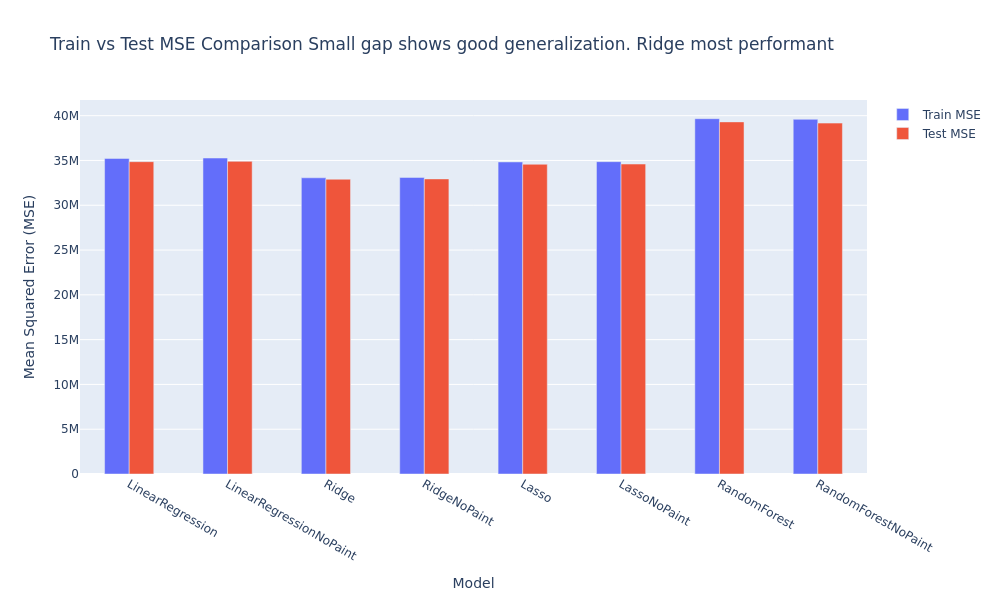 Train vs Test MSE Comparison Small gap shows good generalization. Ridge most performant
Train MSE
Test MSE
Mean Squared Error (MSE)
40M
35M
30M
25M
20M
15M
10M
5M
0
LinearRegression
LinearRegressionNoPaint
Ridge
RidgeNoPaint
Lasso
LassoNoPaint
RandomForest
RandomForestNoPaint
Model